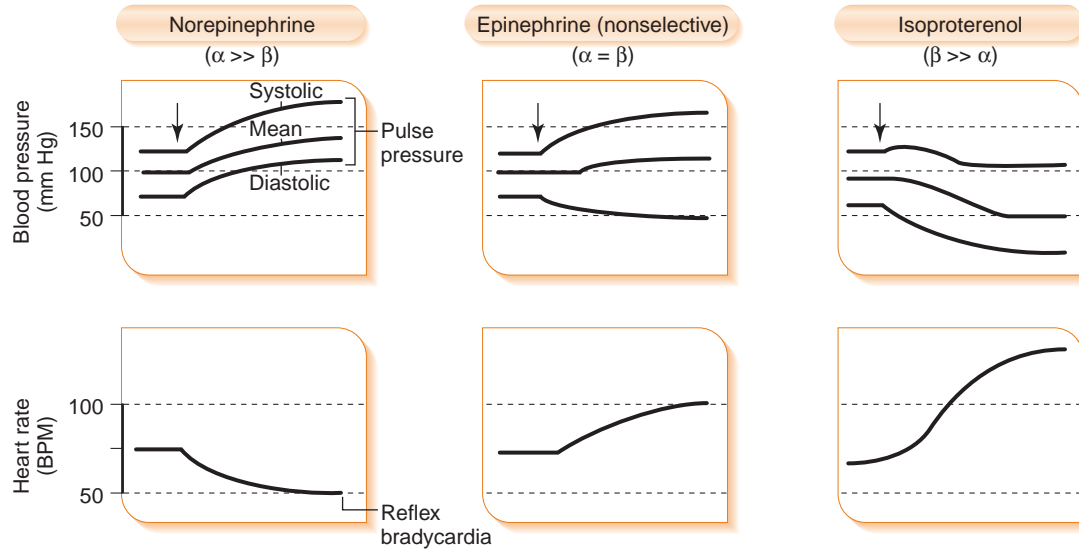 Norepinephrine
(α >> β)
Epinephrine (nonselective)
(α = β)
Isoproterenol
(β >> α)
Blood pressure
(mm Hg)
150
100
50
Systolic
Mean
Diastolic
Pulse
pressure
Heart rate
(BPM)
100
50
Reflex
bradycardia